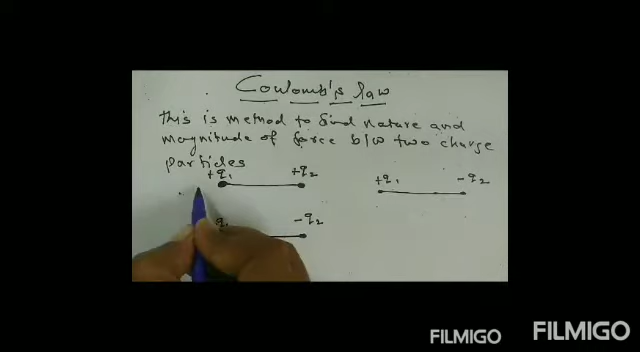 Coulomb's law
This is method to find nature and
magnitude of force b/w two charge
particles
+q₁ +q₂ +q₁ -q₂
q₁ -q₂
FILMIGO FILMIGO